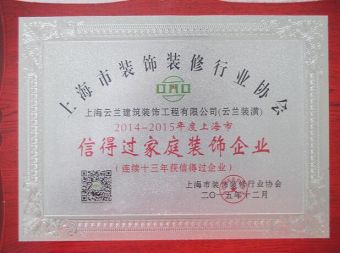 上海市装饰装修行业协会
上海云兰建筑装饰工程有限公司(云兰装潢)
2014-2015年度上海市
信得过家庭装饰企业
(连续十三年获信得过企业)
上海市装饰装修行业协会
二〇一五年十二月